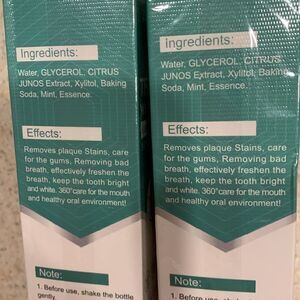 Ingredients:
Water, GLYCEROL, CITRUS
JUNOS Extract, Xylitol, Baking
Soda, Mint, Essence.
Effects:
Removes plaque Stains, care
for the gums, Removing bad
breath, effectively freshen the
breath, keep the tooth bright
and white. 360°care for the mouth
and healthy oral environment!
Note:
1. Before use, shake the bottle
gently
Ingredients:
Water, GLYCEROL, CITRUS
JUNOS Extract, Xylitol, Baking
Soda, Mint, Essence.
Effects:
Removes plaque Stains, care
for the gums, Removing bad
breath, effectively freshen the
breath, keep the tooth bright
and white. 360°care for the mouth
and healthy oral environment!
Note:
1. Before use, shake